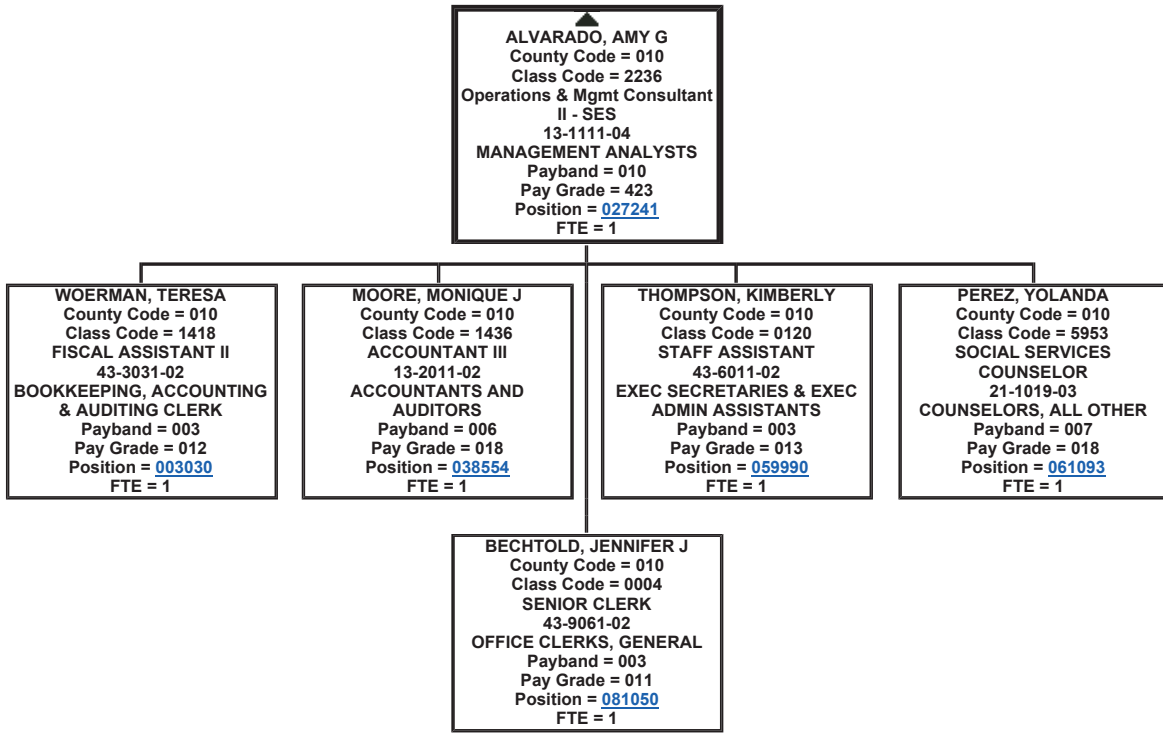 ALVARADO, AMY G
County Code = 010
Class Code = 2236
Operations & Mgmt Consultant
II - SES
13-1111-04
MANAGEMENT ANALYSTS
Payband = 010
Pay Grade = 423
Position = 027241
FTE = 1
WOERMAN, TERESA
County Code = 010
Class Code = 1418
FISCAL ASSISTANT II
43-3031-02
BOOKKEEPING, ACCOUNTING
& AUDITING CLERK
Payband = 003
Pay Grade = 012
Position = 003030
FTE = 1
MOORE, MONIQUE J
County Code = 010
Class Code = 1436
ACCOUNTANT III
13-2011-02
ACCOUNTANTS AND
AUDITORS
Payband = 006
Pay Grade = 018
Position = 038554
FTE = 1
THOMPSON, KIMBERLY
County Code = 010
Class Code = 0120
STAFF ASSISTANT
43-6011-02
EXEC SECRETARIES & EXEC
ADMIN ASSISTANTS
Payband = 003
Pay Grade = 013
Position = 059990
FTE = 1
PEREZ, YOLANDA
County Code = 010
Class Code = 5953
SOCIAL SERVICES
COUNSELOR
21-1019-03
COUNSELORS, ALL OTHER
Payband = 007
Pay Grade = 018
Position = 061093
FTE = 1
BECHTOLD, JENNIFER J
County Code = 010
Class Code = 0004
SENIOR CLERK
43-9061-02
OFFICE CLERKS, GENERAL
Payband = 003
Pay Grade = 011
Position = 081050
FTE = 1